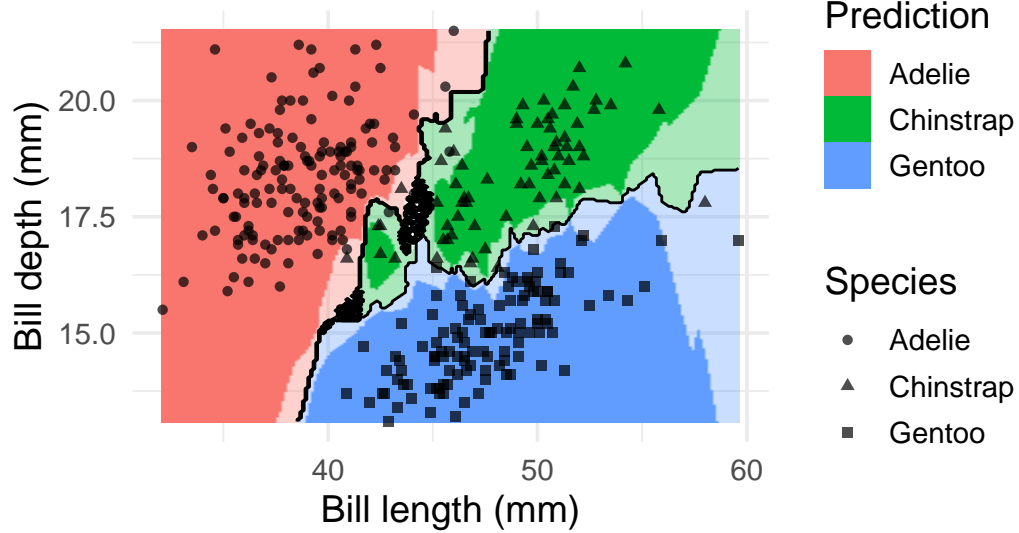 Prediction
Adelie
Chinstrap
Gentoo
Species
Adelie
Chinstrap
Gentoo
Bill depth (mm)
20.0
17.5
15.0
40
50
60
Bill length (mm)